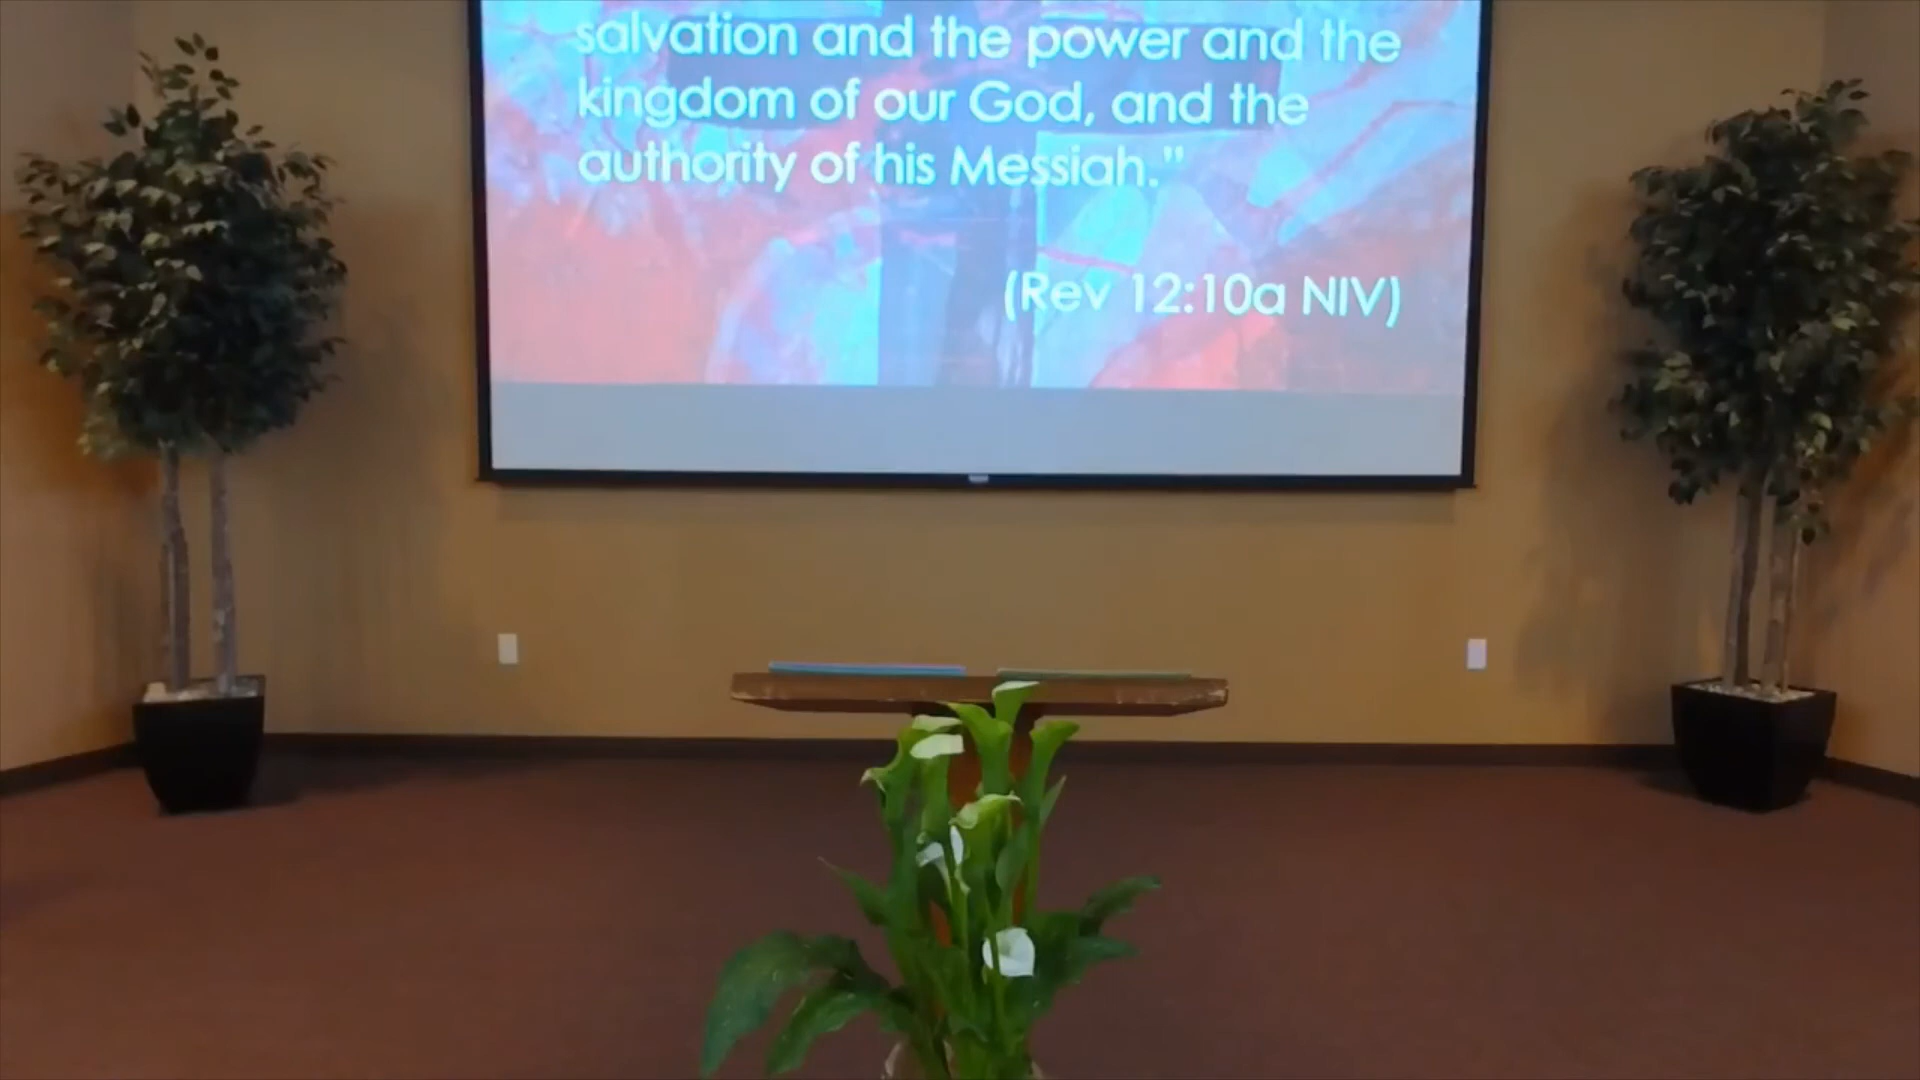 salvation and the power and the
kingdom of our God, and the
authority of his Messiah."
(Rev 12:10a NIV)